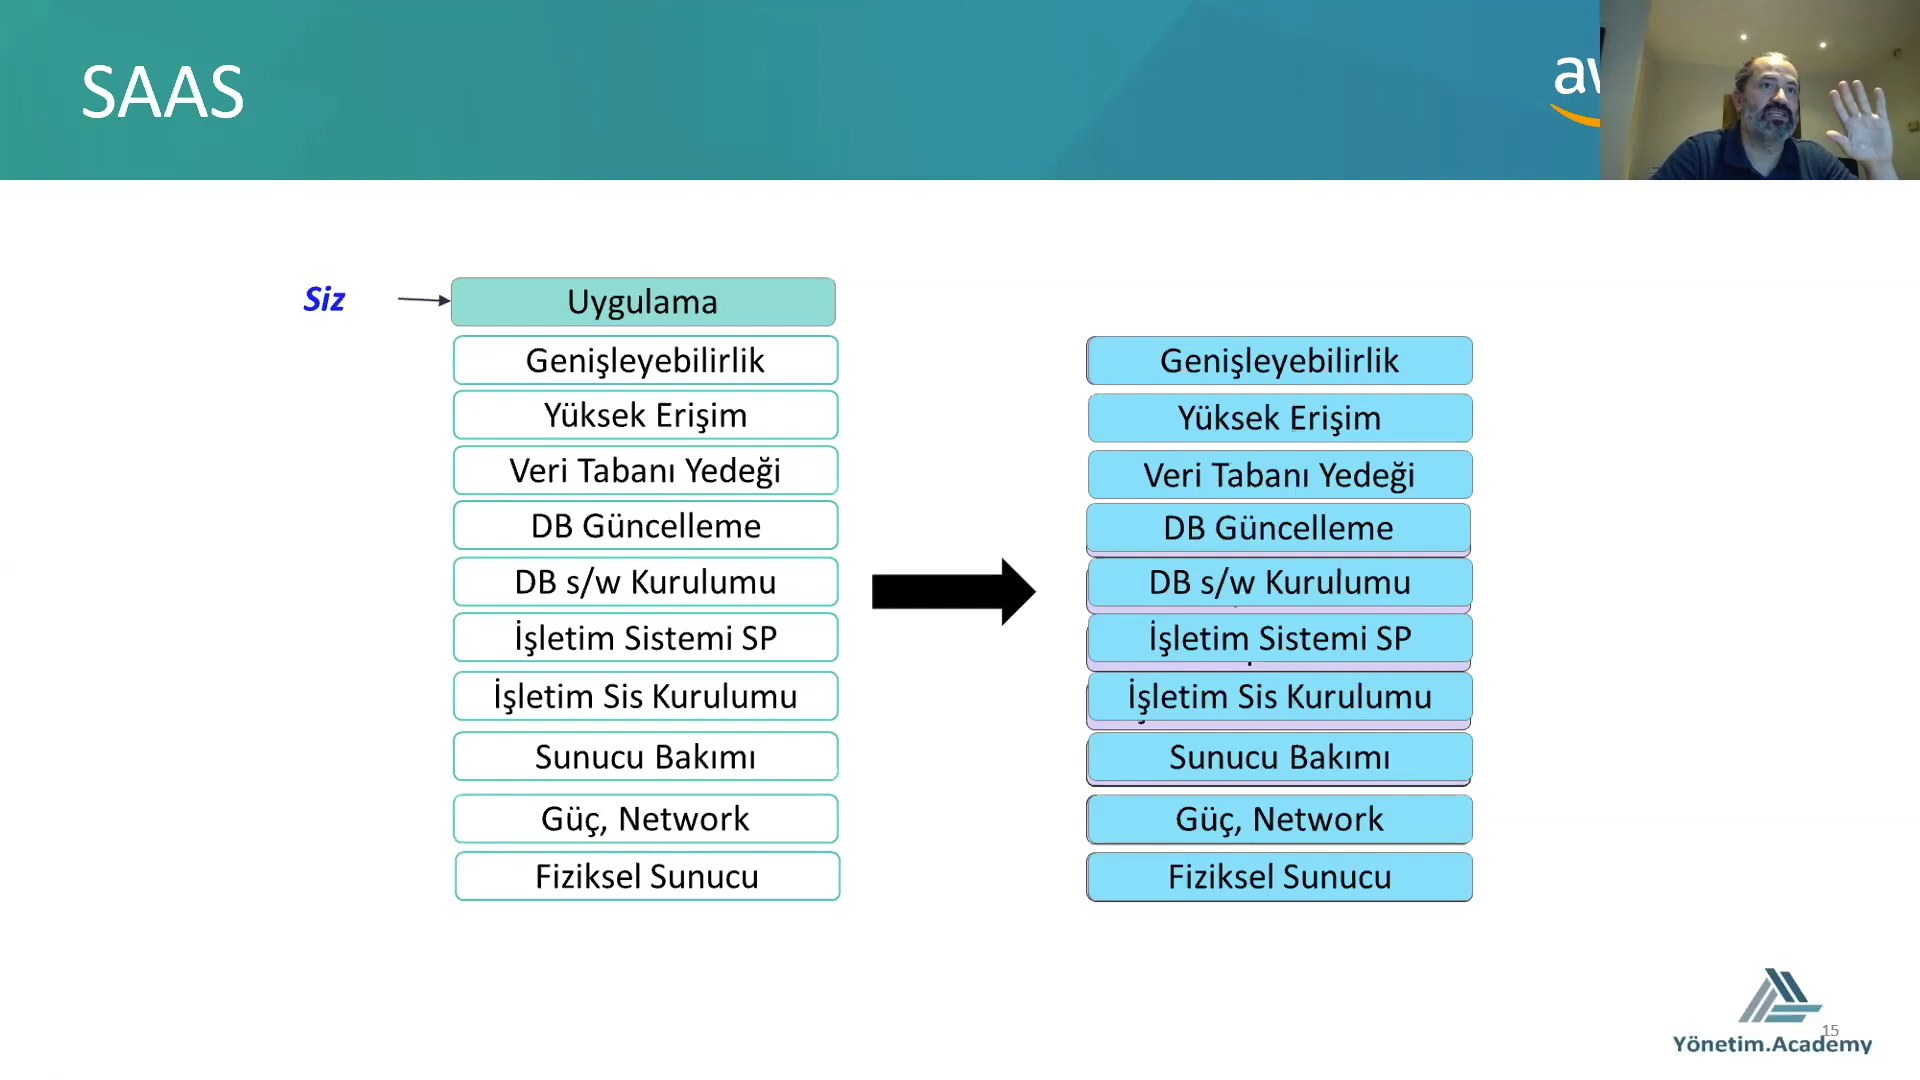 SAAS
Siz
Uygulama
Genişleyebilirlik
Yüksek Erişim
Veri Tabanı Yedeği
DB Güncelleme
DB s/w Kurulumu
İşletim Sistemi SP
İşletim Sis Kurulumu
Sunucu Bakımı
Güç, Network
Fiziksel Sunucu
Genişleyebilirlik
Yüksek Erişim
Veri Tabanı Yedeği
DB Güncelleme
DB s/w Kurulumu
İşletim Sistemi SP
İşletim Sis Kurulumu
Sunucu Bakımı
Güç, Network
Fiziksel Sunucu
15
Yönetim.Academy